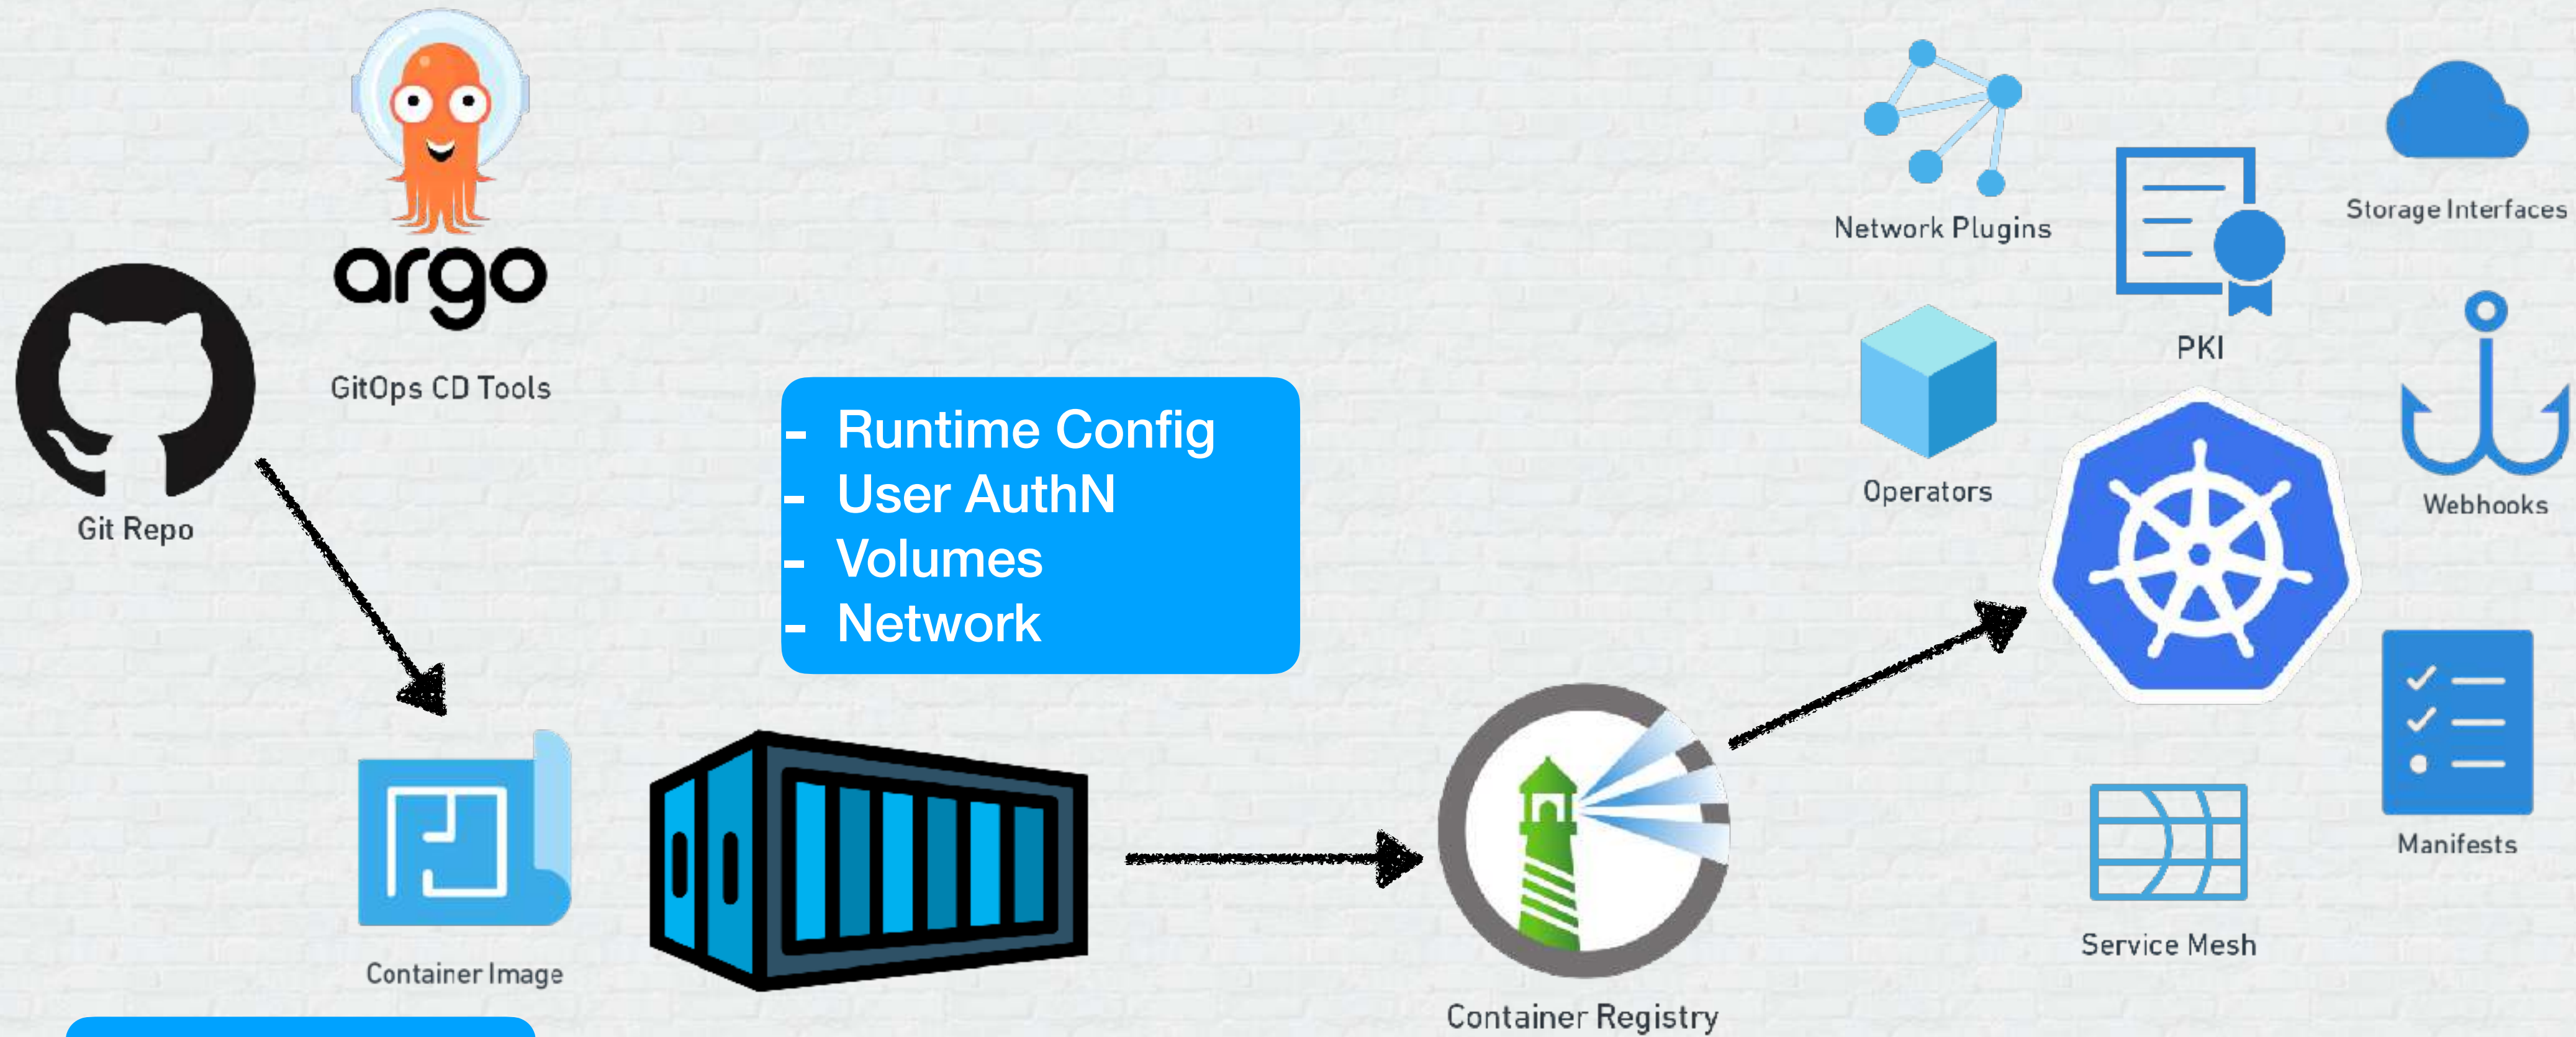 argo
GitOps CD Tools
Git Repo
- Runtime Config
- User AuthN
- Volumes
- Network
Container Image
Container Registry
Network Plugins
Storage Interfaces
PKI
Operators
Webhooks
Manifests
Service Mesh